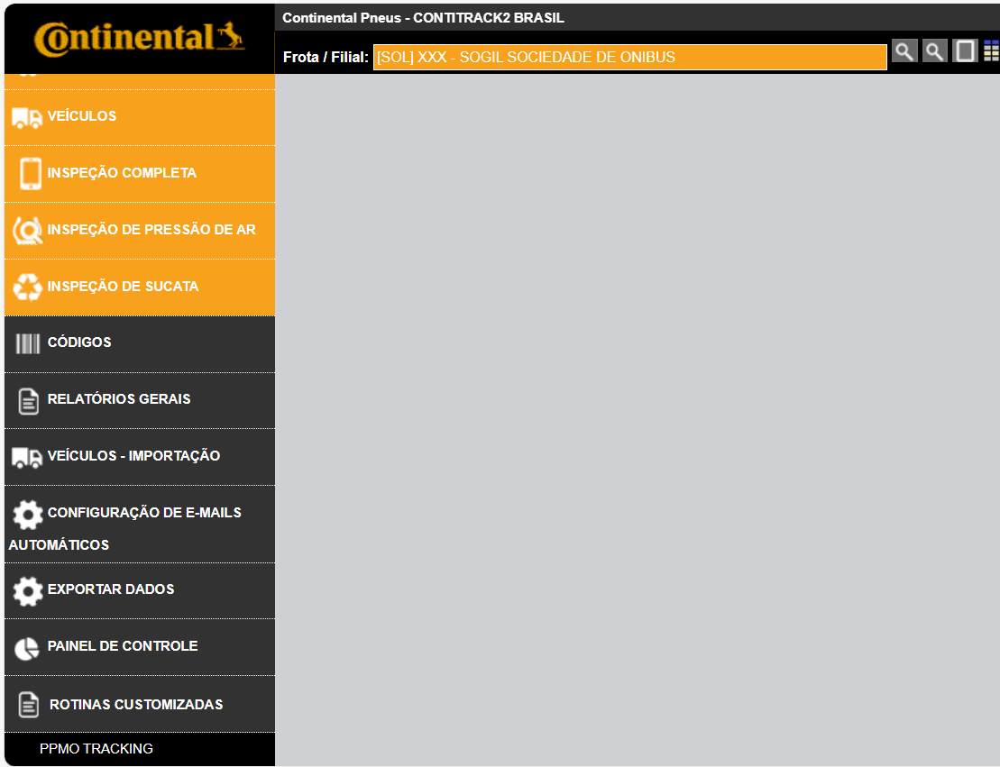 Continental
Continental Pneus - CONTITRACK2 BRASIL
Frota / Filial: [SOL] XXX - SOGIL SOCIEDADE DE ONIBUS
VEÍCULOS
INSPEÇÃO COMPLETA
INSPEÇÃO DE PRESSÃO DE AR
INSPEÇÃO DE SUCATA
CÓDIGOS
RELATÓRIOS GERAIS
VEÍCULOS - IMPORTAÇÃO
CONFIGURAÇÃO DE E-MAILS
AUTOMÁTICOS
EXPORTAR DADOS
PAINEL DE CONTROLE
ROTINAS CUSTOMIZADAS
PPMO TRACKING